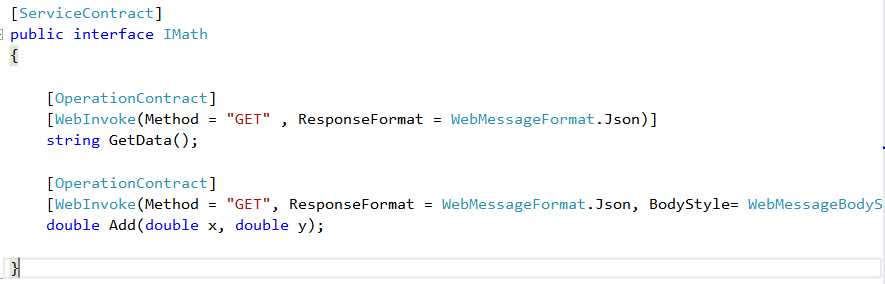 [ServiceContract]
public interface IMath
{
[OperationContract]
[WebInvoke(Method = "GET" , ResponseFormat = WebMessageFormat.Json)]
string GetData();
[OperationContract]
[WebInvoke(Method = "GET", ResponseFormat = WebMessageFormat.Json, BodyStyle= WebMessageBodyS
double Add(double x, double y);
}